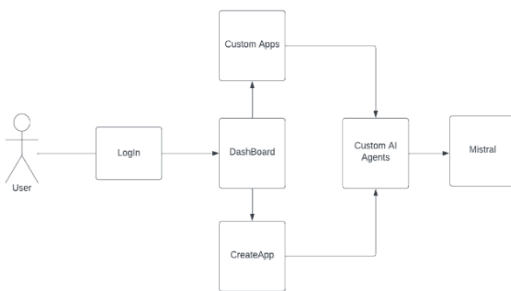 Custom Apps
LogIn
DashBoard
Custom AI
Agents
Mistral
User
CreateApp